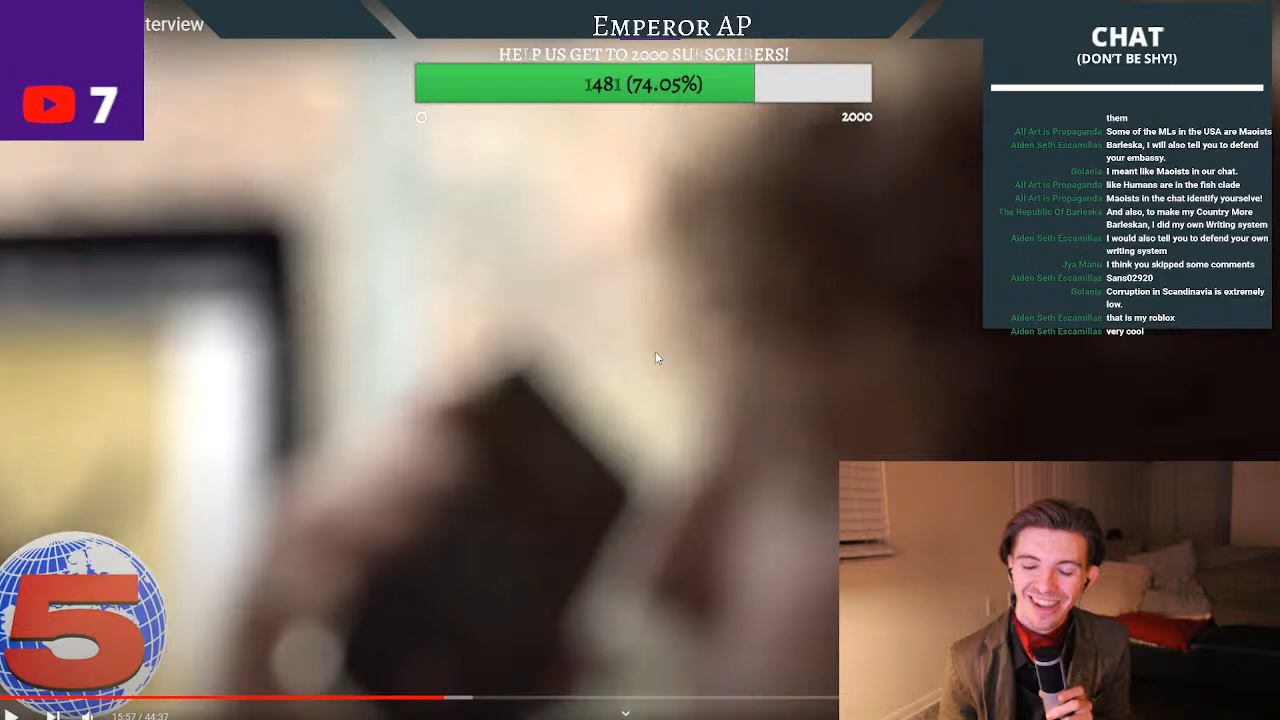 terview
7
EMPEROR AP
HELP US GET TO 2000 SUBSCRIBERS!
1481 (74.05%)
0
2000
CHAT
(DON'T BE SHY!)
them
All Art is Propaganda Some of the MLs in the USA are Maoists
Aiden Seth Escamillas Barleska, I will also tell you to defend
your embassy.
Golania I meant like Maoists in our chat.
All Art is Propaganda like Humans are in the fish clade
All Art is Propaganda Maoists in the chat identify yourselve!
The Republic Of Barleska And also, to make my Country More
Barleskan, I did my own Writing system
Aiden Seth Escamillas I would also tell you to defend your own
writing system
Jya Manu I think you skipped some comments
Aiden Seth Escamillas Sans02920
Golania Corruption in Scandinavia is extremely
low.
Aiden Seth Escamillas that is my roblox
Aiden Seth Escamillas very cool
5
15:57 / 44:37